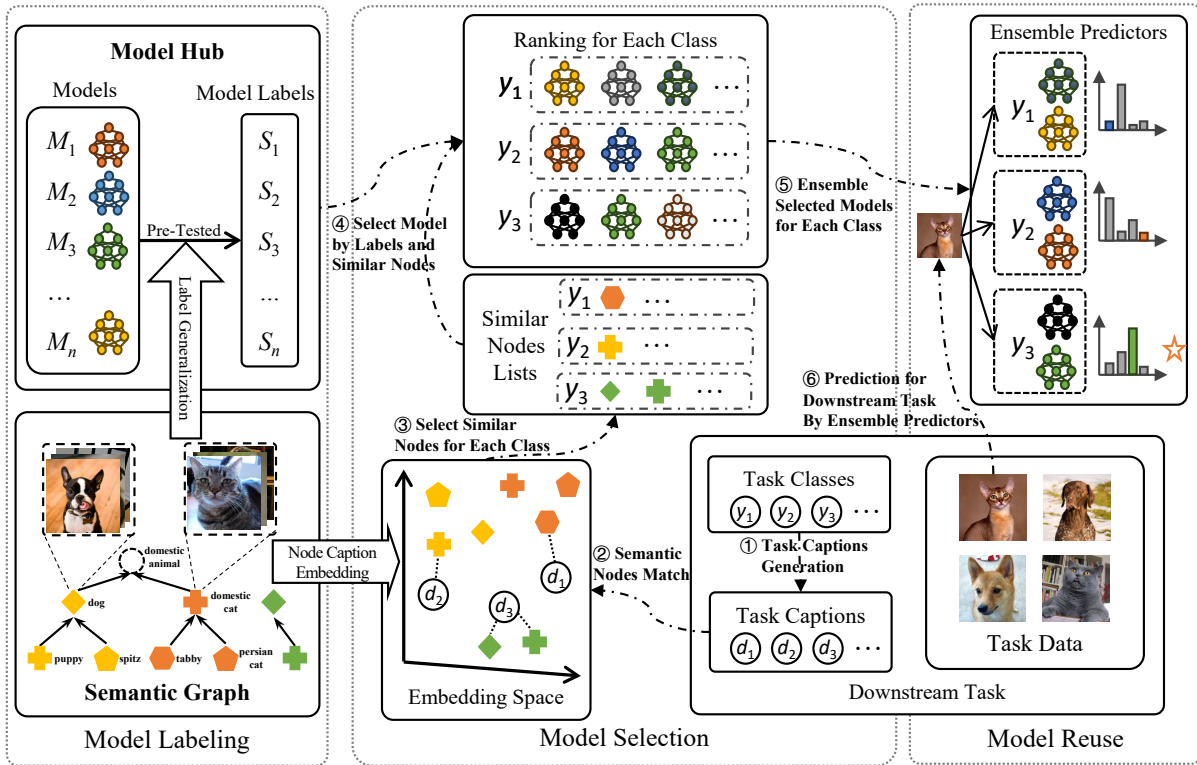 Model Hub
Models
Model Labels
M1
S1
M2
S2
M3
Pre-Tested
S3
...
...
Mn
Sn
Label Generalization
domestic
animal
dog
domestic
cat
puppy
spitz
tabby
persian
cat
Semantic Graph
Model Labeling
Node Caption
Embedding
Ranking for Each Class
y1
...
y2
...
y3
...
④ Select Model
by Labels and
Similar Nodes
Similar
Nodes
Lists
y1
...
y2
...
y3
...
③ Select Similar
Nodes for Each Class
d1
d2
d3
Embedding Space
② Semantic
Nodes Match
Task Classes
y1 y2 y3 ...
① Task Captions
Generation
Task Captions
d1 d2 d3 ...
Task Data
Downstream Task
Model Selection
⑤ Ensemble
Selected Models
for Each Class
Ensemble Predictors
y1
y2
y3
⑥ Prediction for
Downstream Task
By Ensemble Predictors
Model Reuse